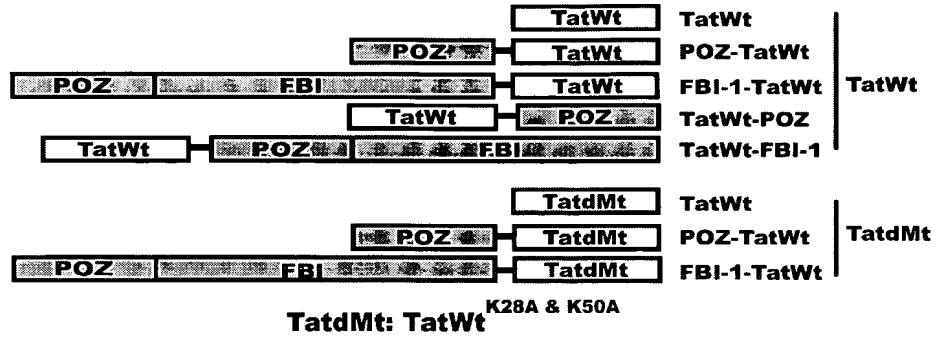 TatWt TatWt
POZ TatWt POZ-TatWt
POZ FBI TatWt FBI-1-TatWt TatWt
TatWt POZ TatWt-POZ
TatWt POZ FBI TatWt-FBI-1
TatdMt TatWt
POZ TatdMt POZ-TatWt TatdMt
POZ FBI TatdMt FBI-1-TatWt
TatdMt: TatWt K28A & K50A